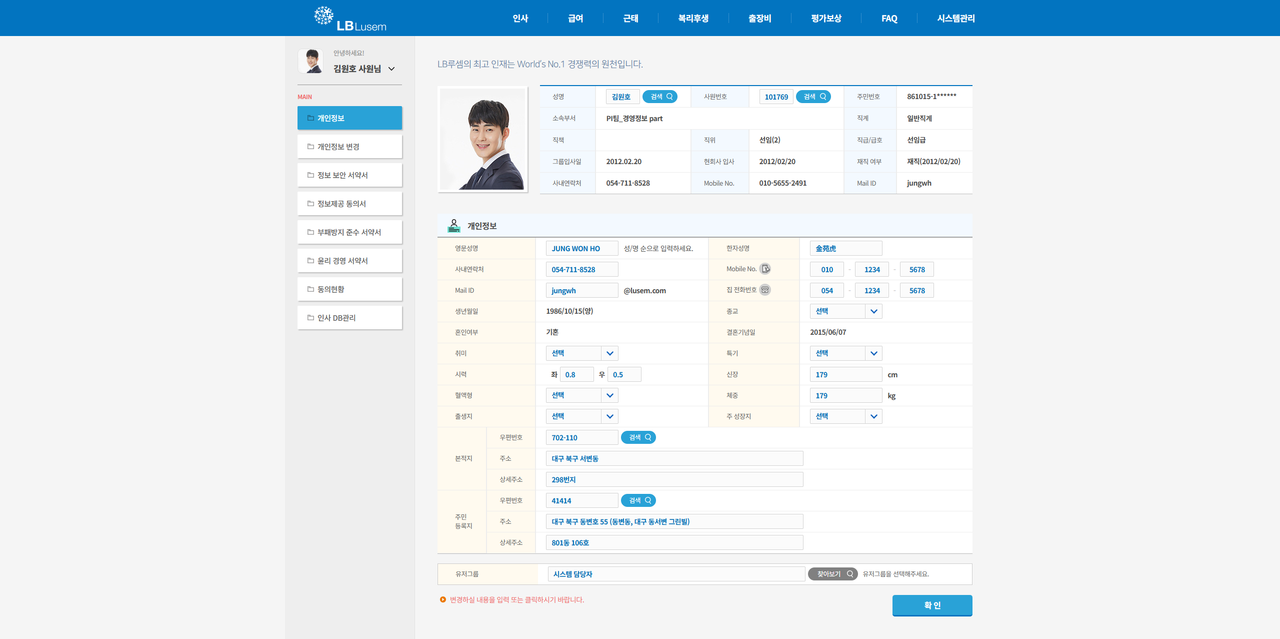 LB Lusem
인사 급여 근태 복리후생 출장비 평가보상 FAQ 시스템관리
안녕하세요!
김원호 사원님
MAIN
개인정보
개인정보 변경
정보 보안 서약서
정보제공 동의서
부패방지 준수 서약서
윤리 경영 서약서
동의현황
인사 DB관리
LB루셈의 최고 인재는 World's No.1 경쟁력의 원천입니다.
성명 김원호 검색 사원번호 101769 검색 주민번호 861015-1******
소속부서 PI팀_경영정보 part 직계 일반직계
직책 직위 선임(2) 직급/급호 선임급
그룹입사일 2012.02.20 현회사 입사 2012/02/20 재직 여부 재직(2012/02/20)
사내연락처 054-711-8528 Mobile No. 010-5655-2491 Mail ID jungwh
개인정보
영문성명 JUNG WON HO 성/명 순으로 입력하세요. 한자성명 金苑虎
사내연락처 054-711-8528 Mobile No. 010 - 1234 - 5678
Mail ID jungwh @lusem.com 집 전화번호 054 - 1234 - 5678
생년월일 1986/10/15(양) 종교 선택
혼인여부 기혼 결혼기념일 2015/06/07
취미 선택 특기 선택
시력 좌 0.8 우 0.5 신장 179 cm
혈액형 선택 체중 179 kg
출생지 선택 주 성장지 선택
본적지 우편번호 702-110 검색
주소 대구 북구 서변동
상세주소 298번지
주민
등록지
우편번호 41414 검색
주소 대구 북구 동변로 55 (동변동, 대구 동서변 그린빌)
상세주소 801동 106호
유저그룹 시스템 담당자 찾아보기 유저그룹을 선택해주세요.
변경하실 내용을 입력 또는 클릭하시기 바랍니다.
확 인